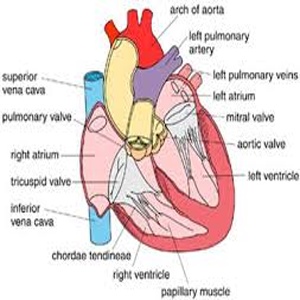 arch of aorta
left pulmonary
artery
superior
vena cava
left pulmonary veins
left atrium
pulmonary valve
mitral valve
aortic valve
right atrium
tricuspid valve
left ventricle
inferior
vena cava
chordae tendineae
right ventricle
papillary muscle